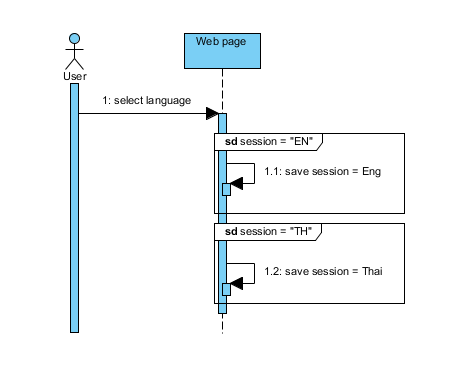 Web page
User
1: select language
sd session = "EN"
1.1: save session = Eng
sd session = "TH"
1.2: save session = Thai